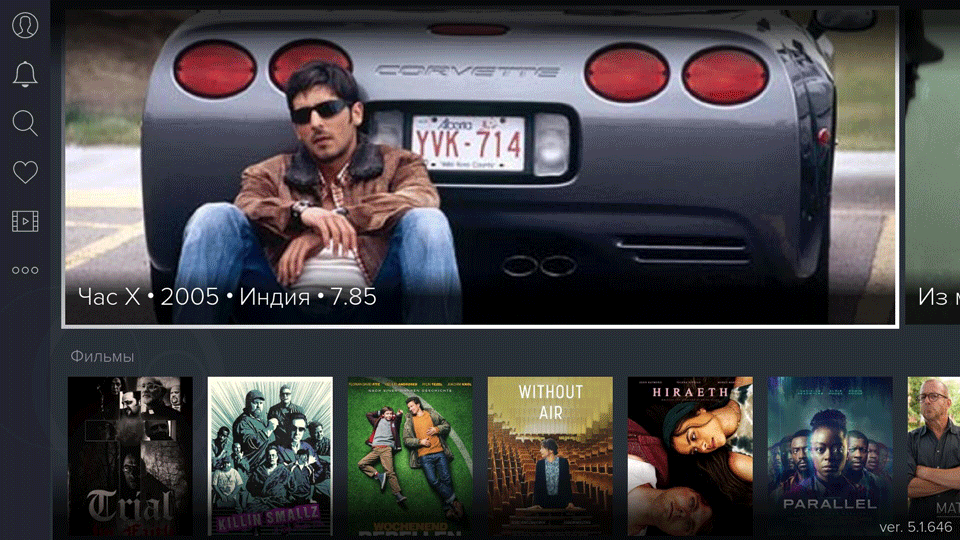 CORVETTE
Alberta
YVK-714
Час X • 2005 • Индия • 7.85
Из
Фильмы
Trial
KILLIN SMALLZ
WOCHENEND
REBELLEN
WITHOUT
AIR
HIRAETH
PARALLEL
MAT
ver. 5.1.646